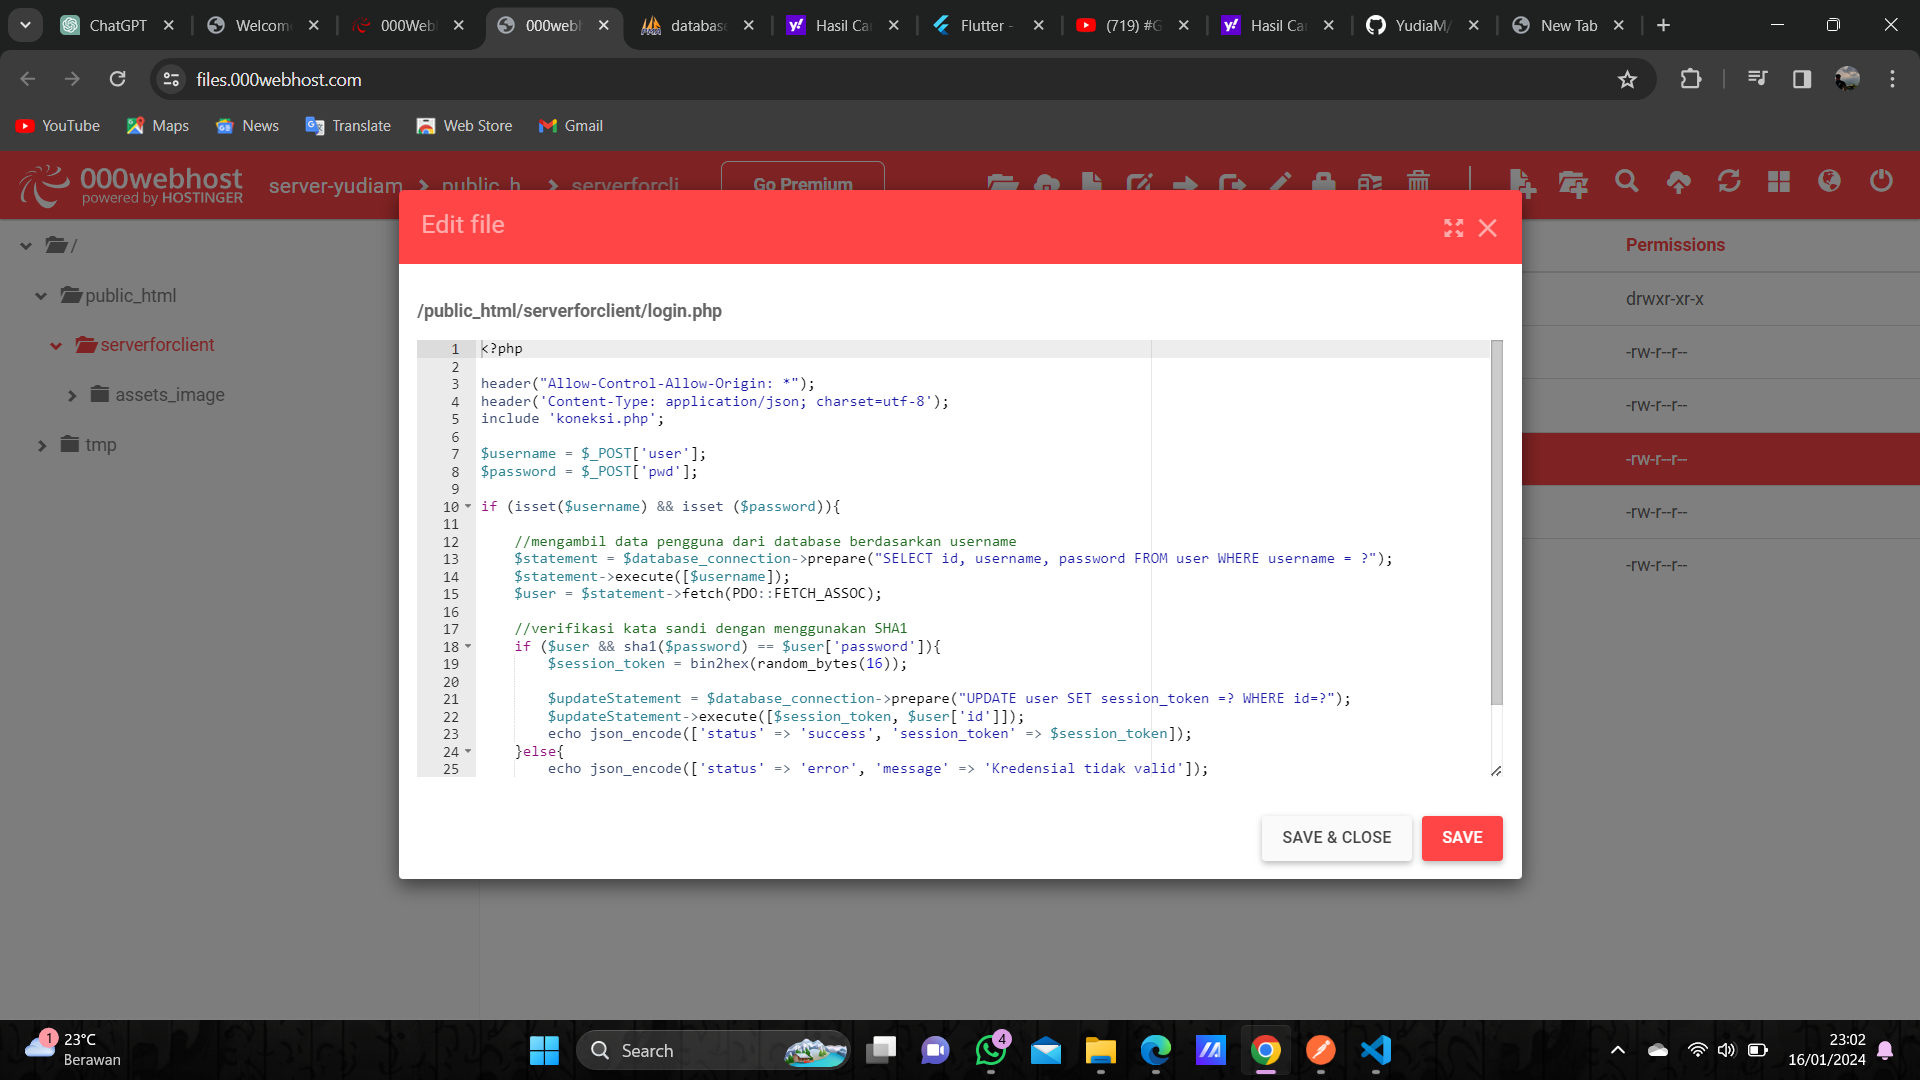 ChatGPT
Welcom
000Web
000webh
database
Hasil Ca
Flutter -
(719) #G
Hasil Ca
YudiaM/
New Tab
files.000webhost.com
YouTube
Maps
News
Translate
Web Store
Gmail
000webhost
powered by HOSTINGER
server-yudiam > public_h > serverforcli
Go Premium
/
public_html
serverforclient
assets_image
tmp
Permissions
drwxr-xr-x
-rw-r--r--
-rw-r--r--
-rw-r--r--
-rw-r--r--
-rw-r--r--
Edit file
/public_html/serverforclient/login.php
1 <?php
2
3 header("Allow-Control-Allow-Origin: *");
4 header('Content-Type: application/json; charset=utf-8');
5 include 'koneksi.php';
6
7 $username = $_POST['user'];
8 $password = $_POST['pwd'];
9
10 if (isset($username) && isset ($password)){
11
12 //mengambil data pengguna dari database berdasarkan username
13 $statement = $database_connection->prepare("SELECT id, username, password FROM user WHERE username = ?");
14 $statement->execute([$username]);
15 $user = $statement->fetch(PDO::FETCH_ASSOC);
16
17 //verifikasi kata sandi dengan menggunakan SHA1
18 if ($user && sha1($password) == $user['password']){
19 $session_token = bin2hex(random_bytes(16));
20
21 $updateStatement = $database_connection->prepare("UPDATE user SET session_token =? WHERE id=?");
22 $updateStatement->execute([$session_token, $user['id']]);
23 echo json_encode(['status' => 'success', 'session_token' => $session_token]);
24 }else{
25 echo json_encode(['status' => 'error', 'message' => 'Kredensial tidak valid']);
SAVE & CLOSE
SAVE
1
23°C
Berawan
Search
4
23:02
16/01/2024